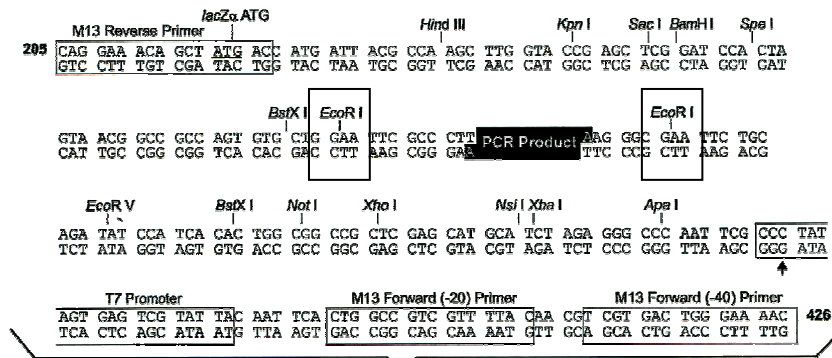 lacZα ATG
M13 Reverse Primer Hind III Kpn I Sac I BamH I Spe I
205 CAG GAA ACA GCT ATG ACC ATG ATT ACG CCA AGC TTG GTA CCG AGC TCG GAT CCA CTA
GTC CTT TGT CGA TAC TGG TAC TAA TGC GGT TCG AAC CAT GGC TCG AGC CTA GGT GAT
BstX I EcoR I EcoR I
GTA ACG GCC GCC AGT GTG CTG GAA TTC GCC CTT PCR Product AAG GGC GAA TTC TGC
CAT TGC CGG CGG TCA CAC GAC CTT AAG CGG GAA TTC CCG CTT AAG ACG
EcoR V BstX I Not I Xho I Nsi I Xba I Apa I
AGA TAT CCA TCA CAC TGG CGG CCG CTC GAG CAT GCA TCT AGA GGG CCC AAT TCG CCC TAT
TCT ATA GGT AGT GTG ACC GCC GGC GAG CTC GTA CGT AGA TCT CCC GGG TTA AGC GGG ATA
T7 Promoter M13 Forward (-20) Primer M13 Forward (-40) Primer
AGT GAG TCG TAT TAC AAT TCA CTG GCC GTC GTT TTA CAA CGT CGT GAC TGG GAA AAC 426
TCA CTC AGC ATA ATG TTA AGT GAC CGG CAG CAA AAT GTT GCA GCA CTG ACC CTT TTG